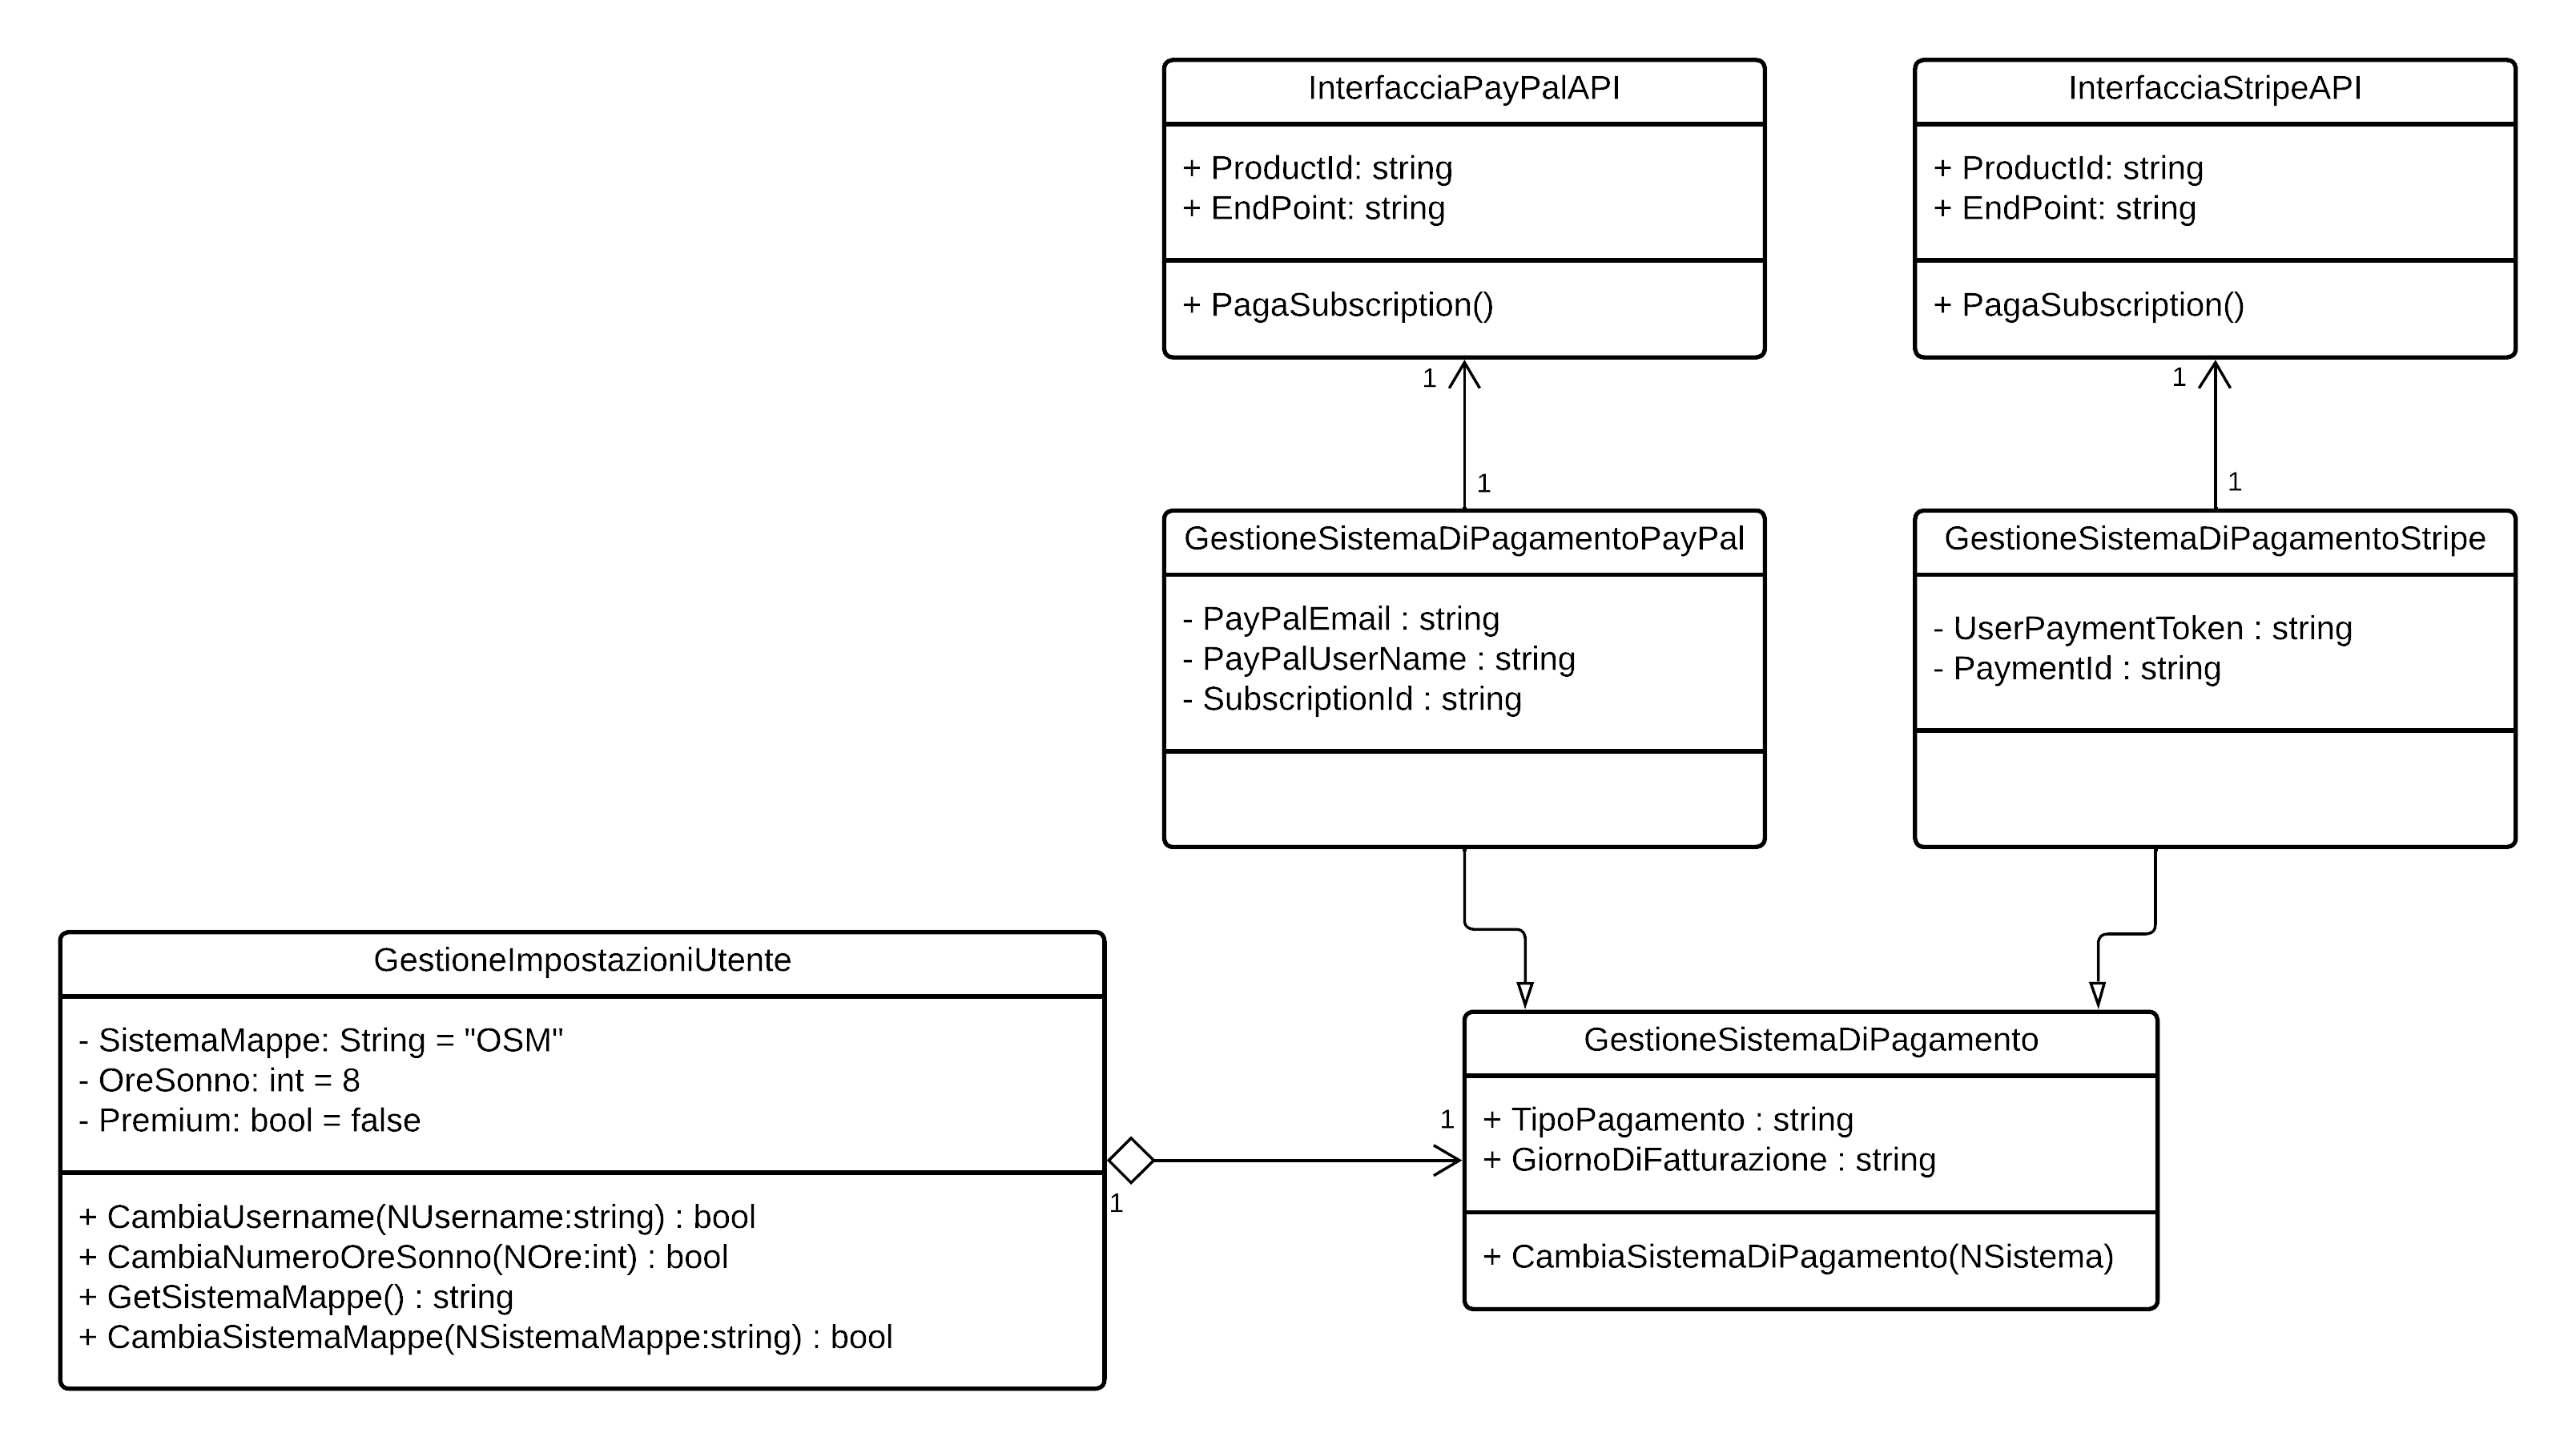 InterfacciaPayPalAPI
+ ProductId: string
+ EndPoint: string
+ PagaSubscription()
InterfacciaStripeAPI
+ ProductId: string
+ EndPoint: string
+ PagaSubscription()
1
1
1
1
GestioneSistemaDiPagamentoPayPal
- PayPalEmail : string
- PayPalUserName : string
- SubscriptionId : string
GestioneSistemaDiPagamentoStripe
- UserPaymentToken : string
- PaymentId : string
GestioneImpostazioniUtente
- SistemaMappe: String = "OSM"
- OreSonno: int = 8
- Premium: bool = false
+ CambiaUsername(NUsername:string) : bool
+ CambiaNumeroOreSonno(NOre:int) : bool
+ GetSistemaMappe() : string
+ CambiaSistemaMappe(NSistemaMappe:string) : bool
1
1
GestioneSistemaDiPagamento
+ TipoPagamento : string
+ GiornoDiFatturazione : string
+ CambiaSistemaDiPagamento(NSistema)